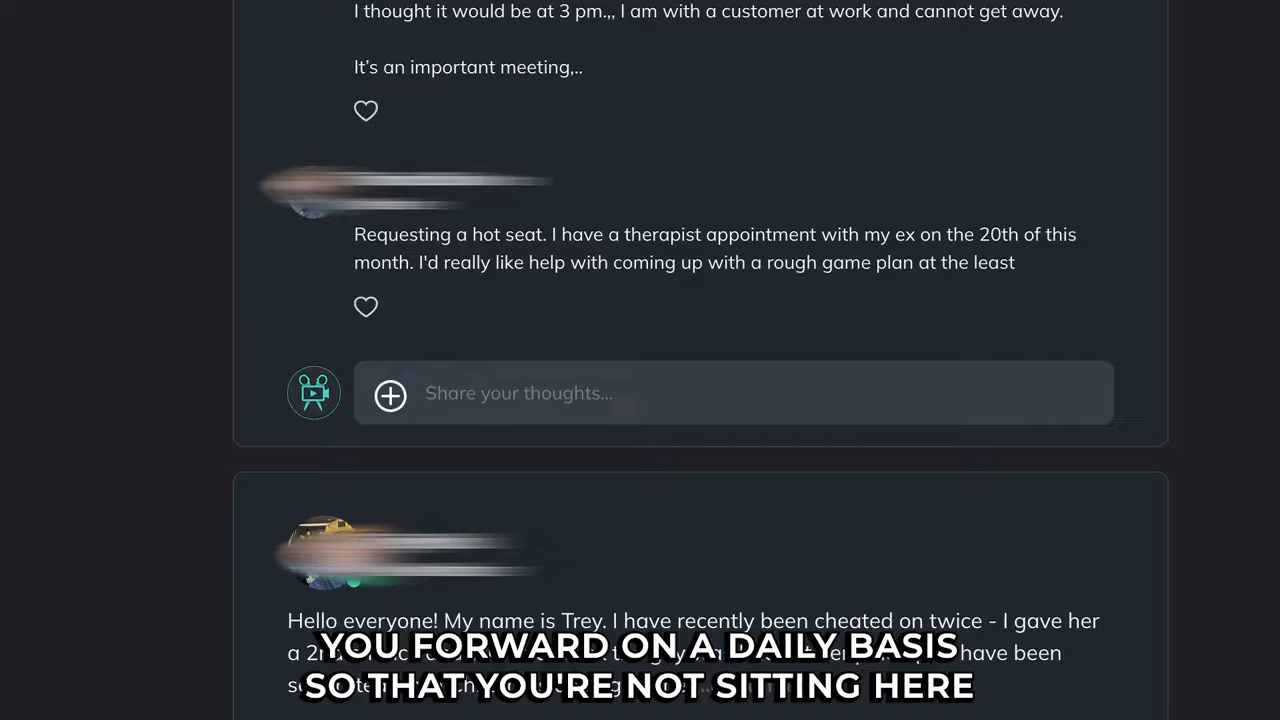 I thought it would be at 3 pm.,, I am with a customer at work and cannot get away.
It's an important meeting,..
Requesting a hot seat. I have a therapist appointment with my ex on the 20th of this
month. I'd really like help with coming up with a rough game plan at the least
Share your thoughts...
Hello everyone! My name is Trey. I have recently been cheated on twice - I gave her
a have been
YOU FORWARD ON A DAILY BASIS
SO THAT YOU'RE NOT SITTING HERE